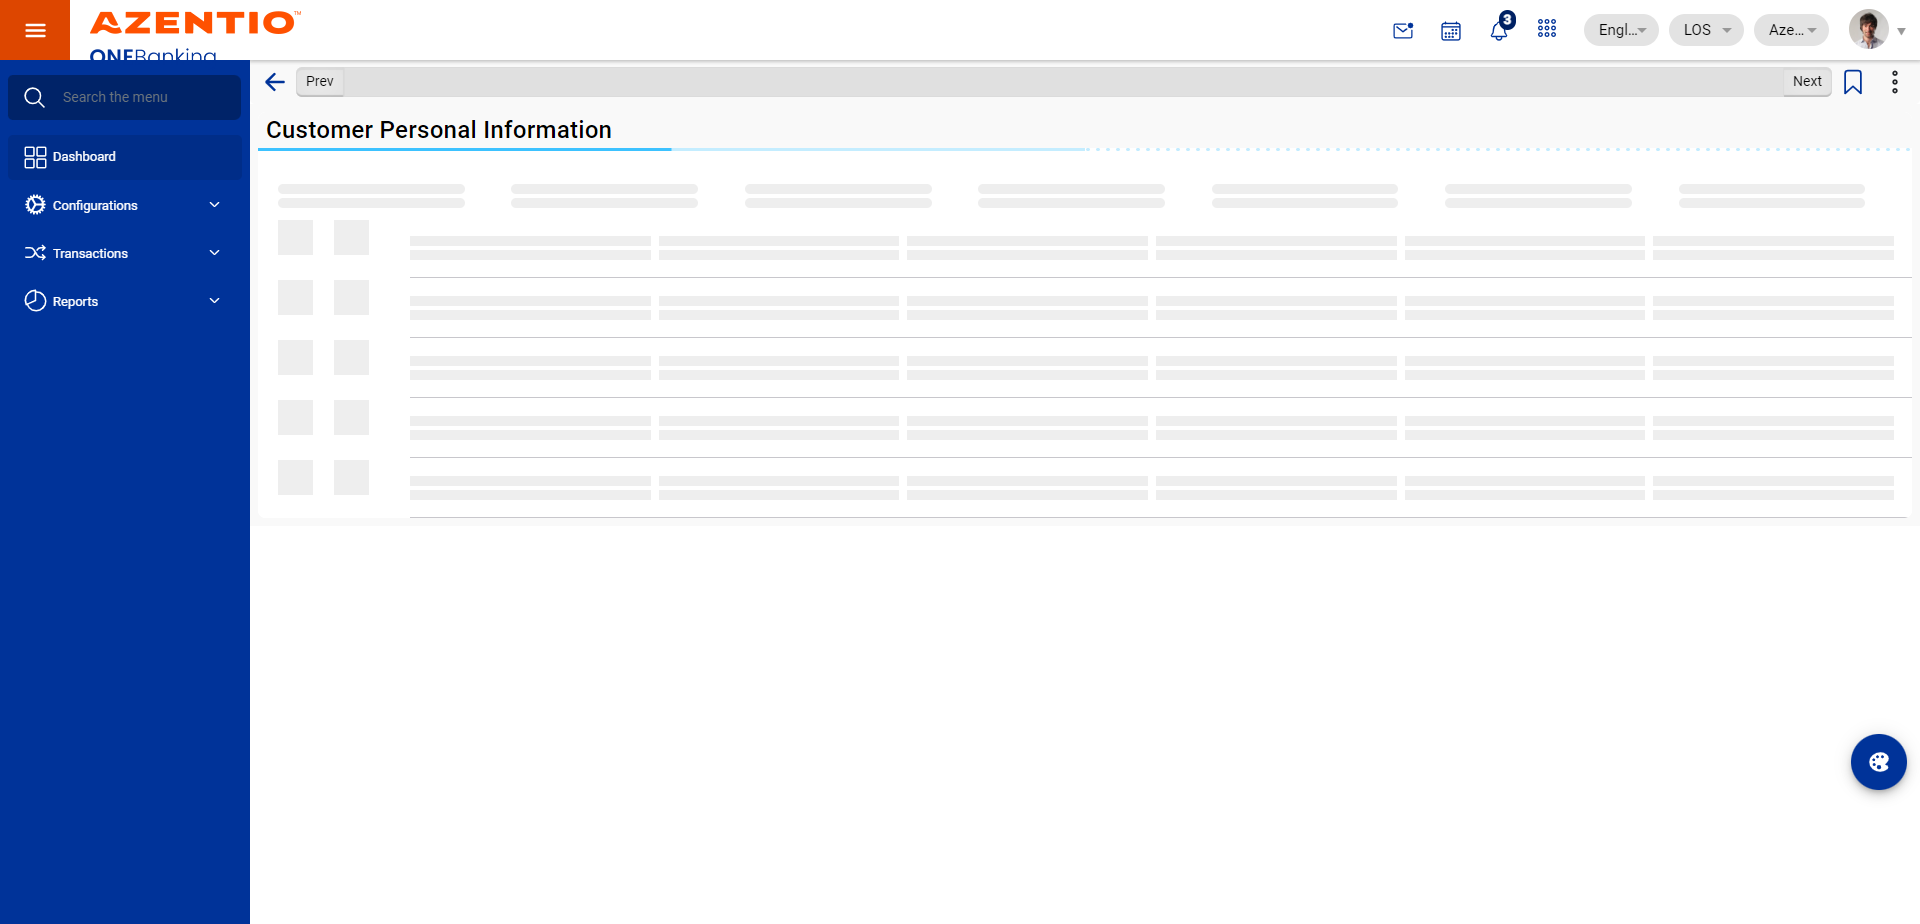 AZENTIO™
ONEBanking
3
Engl...
LOS
Aze...
Search the menu
Dashboard
Configurations
Transactions
Reports
Prev
Next
Customer Personal Information